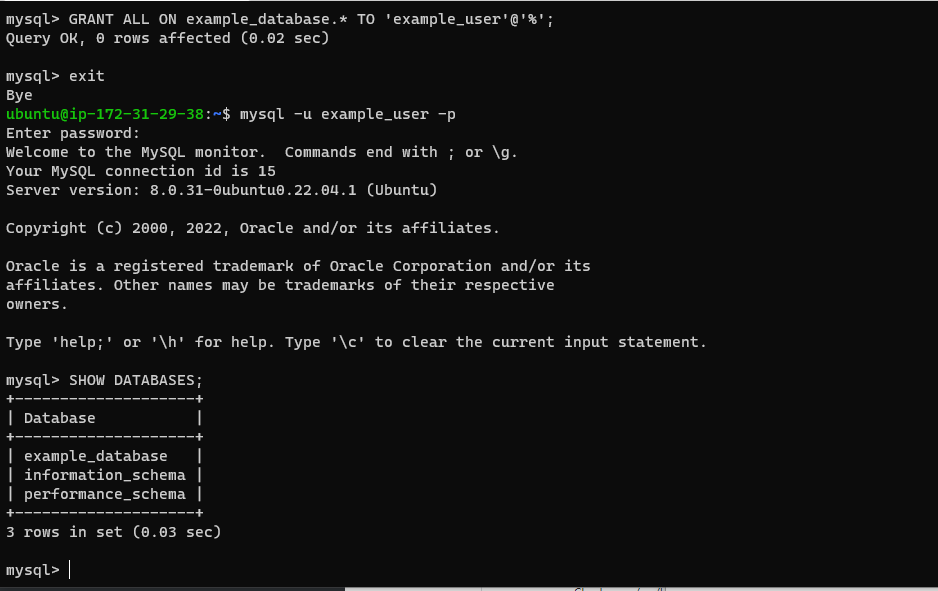 mysql> GRANT ALL ON example_database.* TO 'example_user'@'%';
Query OK, 0 rows affected (0.02 sec)
mysql> exit
Bye
ubuntu@ip-172-31-29-38:~$ mysql -u example_user -p
Enter password:
Welcome to the MySQL monitor.  Commands end with ; or \g.
Your MySQL connection id is 15
Server version: 8.0.31-0ubuntu0.22.04.1 (Ubuntu)
Copyright (c) 2000, 2022, Oracle and/or its affiliates.
Oracle is a registered trademark of Oracle Corporation and/or its
affiliates. Other names may be trademarks of their respective
owners.
Type 'help;' or '\h' for help. Type '\c' to clear the current input statement.
mysql> SHOW DATABASES;
+--------------------+
| Database           |
+--------------------+
| example_database   |
| information_schema |
| performance_schema |
+--------------------+
3 rows in set (0.03 sec)
mysql>